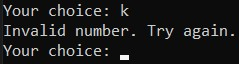 Your choice: k
Invalid number. Try again.
Your choice: